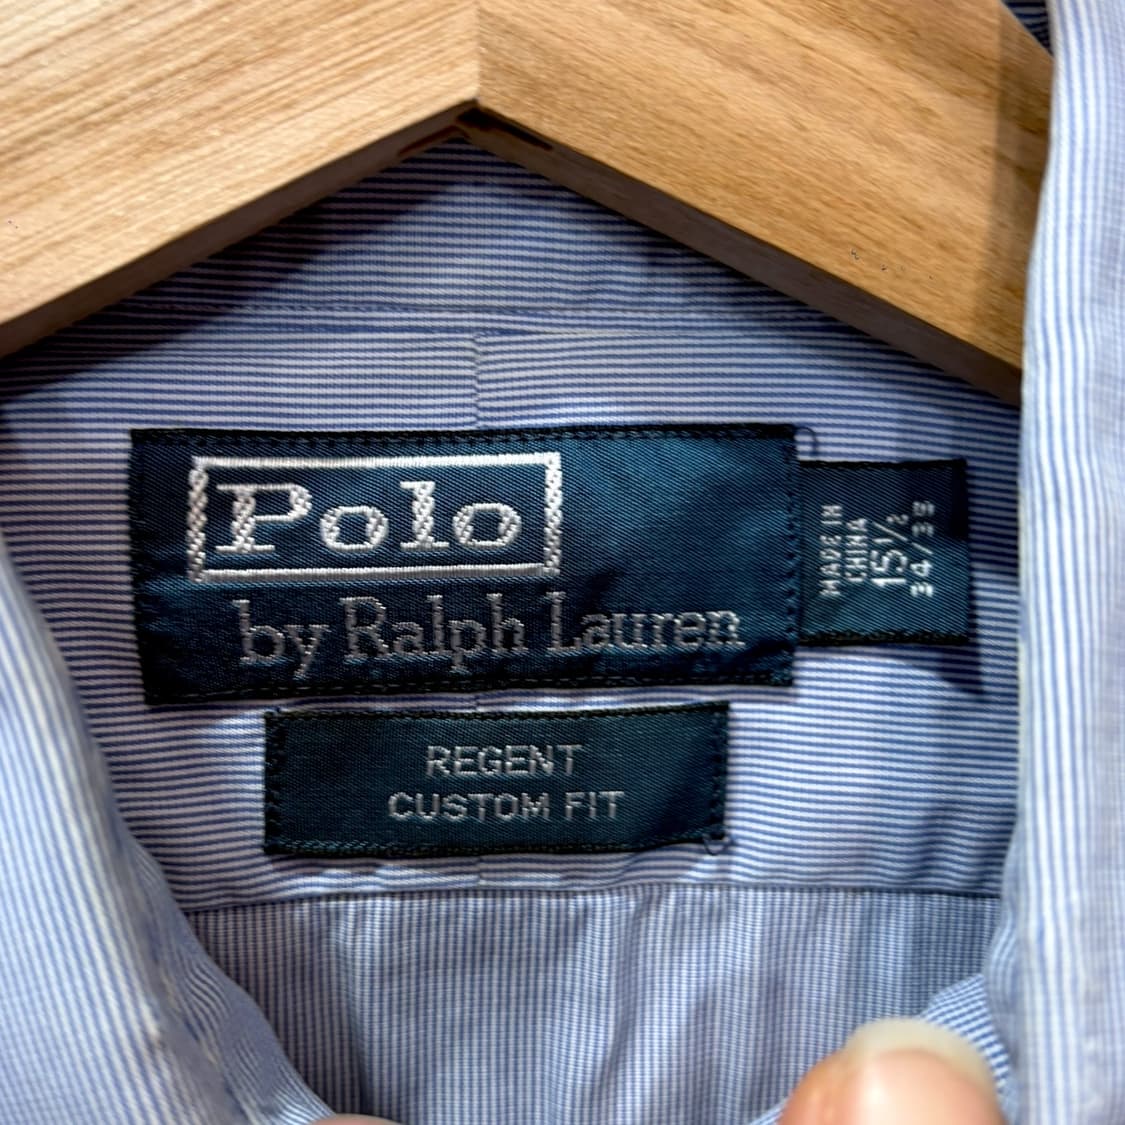 Polo
by Ralph Lauren
MADE IN
CHINA
15½
34/35
REGENT
CUSTOM FIT